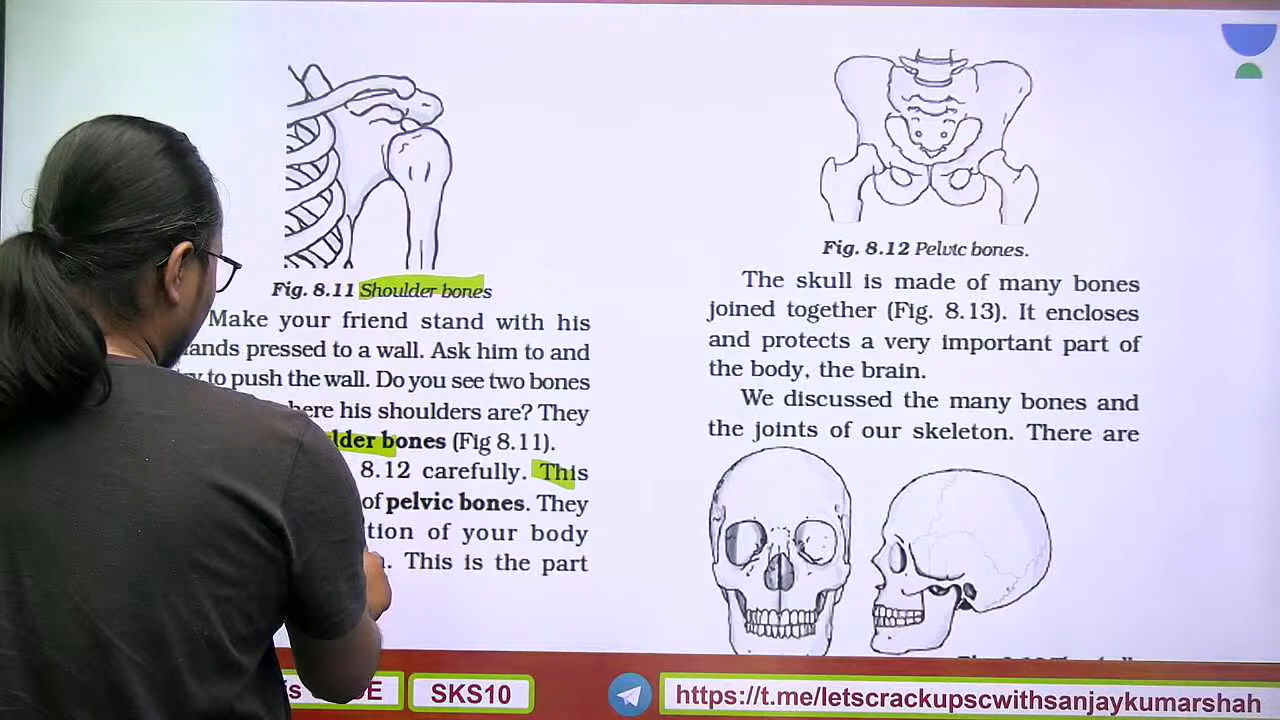 Fig. 8.11 Shoulder bones
Make your friend stand with his
ands pressed to a wall. Ask him to
to push the wall. Do you see two bones
here his shoulders are? They
lder bones (Fig 8.11).
8.12 carefully. This
of pelvic bones. They
tion of your body
. This is the part
Fig. 8.12 Pelvic bones.
The skull is made of many bones
joined together (Fig. 8.13). It encloses
and protects a very important part of
the body, the brain.
We discussed the many bones and
the joints of our skeleton. There are
SKS10
https://t.me/letscrackupscwithsanjaykumarshah